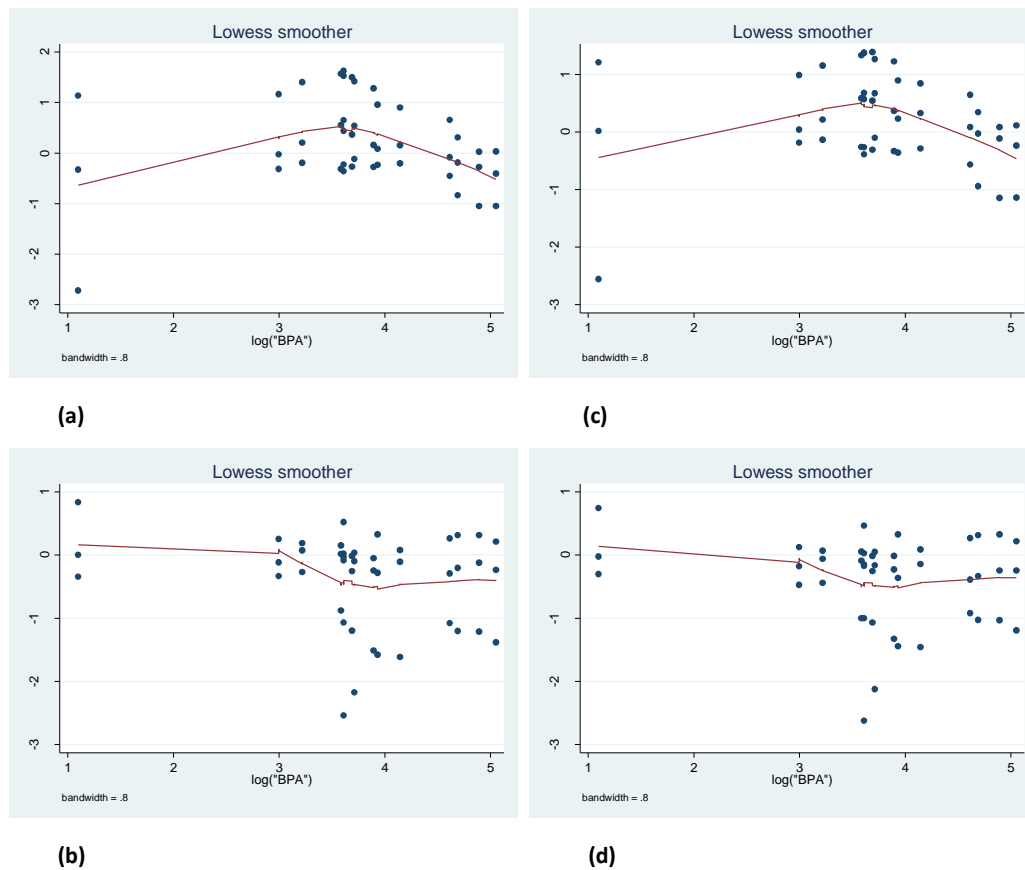 Lowess smoother
2
1
0
-1
-2
-3
1 2 3 4 5
log("BPA")
bandwidth = .8
(a)
Lowess smoother
1
0
-1
-2
-3
1 2 3 4 5
log("BPA")
bandwidth = .8
(c)
Lowess smoother
1
0
-1
-2
-3
1 2 3 4 5
log("BPA")
bandwidth = .8
(b)
Lowess smoother
1
0
-1
-2
-3
1 2 3 4 5
log("BPA")
bandwidth = .8
(d)